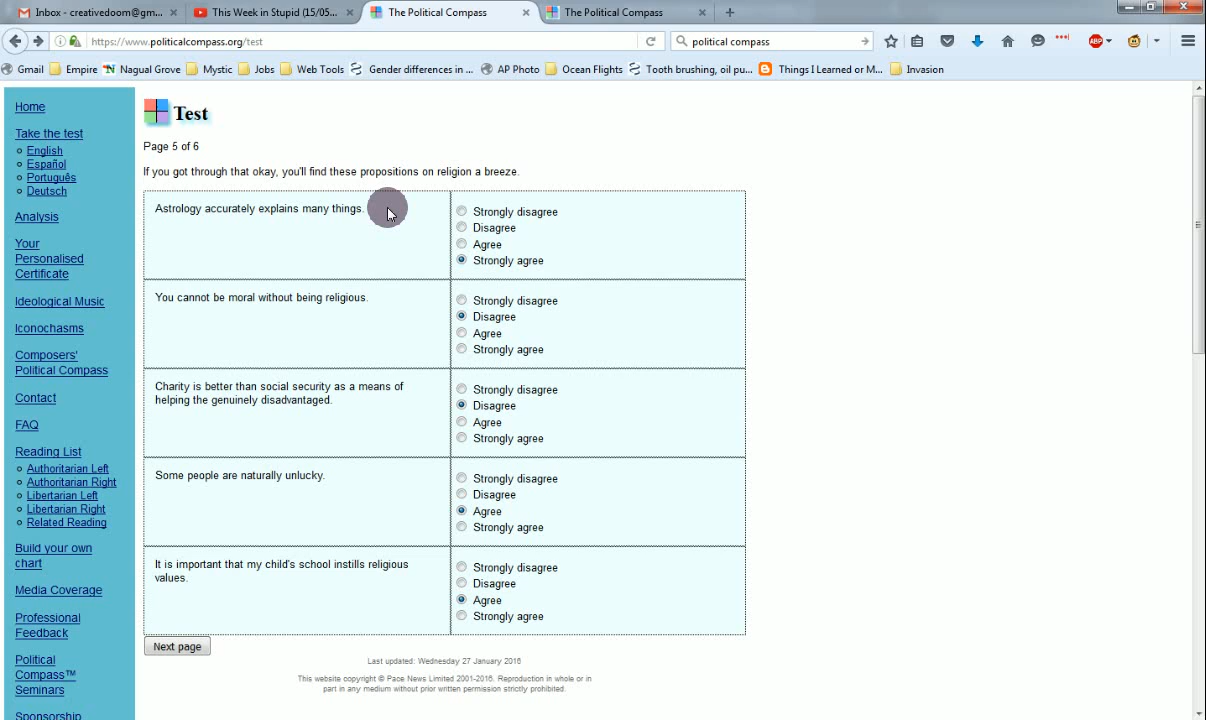 Inbox - creativedoom@gm...
This Week in Stupid (15/05...
The Political Compass
The Political Compass
https://www.politicalcompass.org/test
political compass
ABP
Gmail
Empire
Nagual Grove
Mystic
Jobs
Web Tools
Gender differences in ...
AP Photo
Ocean Flights
Tooth brushing, oil pu...
Things I Learned or M...
Invasion
Home
Take the test
English
Español
Português
Deutsch
Analysis
Your
Personalised
Certificate
Ideological Music
Iconochasms
Composers'
Political Compass
Contact
FAQ
Reading List
Authoritarian Left
Authoritarian Right
Libertarian Left
Libertarian Right
Related Reading
Build your own
chart
Media Coverage
Professional
Feedback
Political
Compass™
Seminars
Sponsorship
Test
Page 5 of 6
If you got through that okay, you'll find these propositions on religion a breeze.
Astrology accurately explains many things.
Strongly disagree
Disagree
Agree
Strongly agree
You cannot be moral without being religious.
Strongly disagree
Disagree
Agree
Strongly agree
Charity is better than social security as a means of
helping the genuinely disadvantaged.
Strongly disagree
Disagree
Agree
Strongly agree
Some people are naturally unlucky.
Strongly disagree
Disagree
Agree
Strongly agree
It is important that my child's school instills religious
values.
Strongly disagree
Disagree
Agree
Strongly agree
Next page
Last updated: Wednesday 27 January 2016
This website copyright © Pace News Limited 2001-2016. Reproduction in whole or in
part in any medium without prior written permission strictly prohibited.